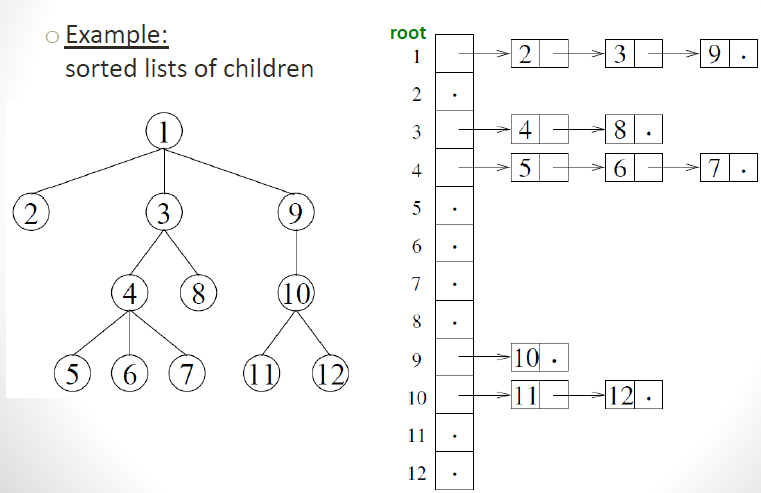 Example:
sorted lists of children
1
2 3 9
4 8 10
5 6 7 11 12
root
1 2 3 9 .
2 .
3 4 8 .
4 5 6 7 .
5 .
6 .
7 .
8 .
9 10 .
10 11 12 .
11 .
12 .